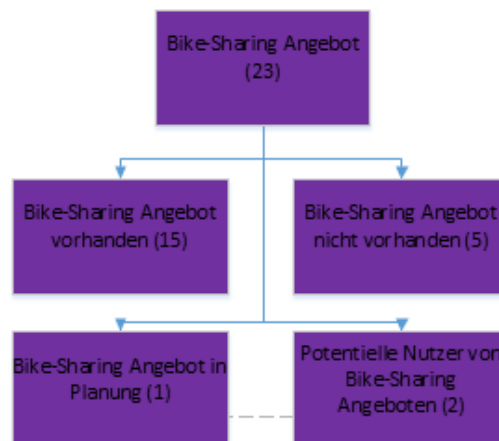 Bike-Sharing Angebot
(23)
Bike-Sharing Angebot
vorhanden (15)
Bike-Sharing Angebot
nicht vorhanden (5)
Bike-Sharing Angebot in
Planung (1)
Potentielle Nutzer von
Bike-Sharing
Angeboten (2)